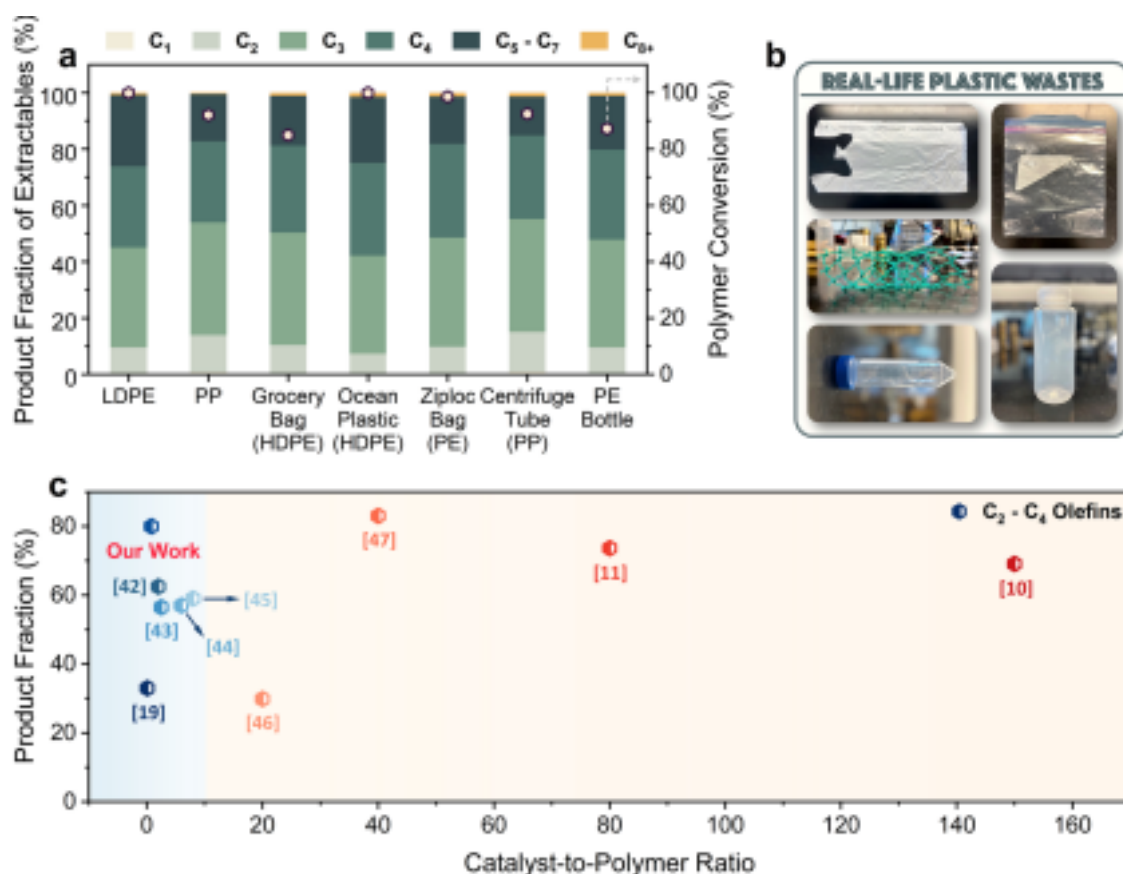 a
C1 C2 C3 C4 C5 - C7 C8+
Product Fraction of Extractables (%)
100
80
60
40
20
0
Polymer Conversion (%)
100
80
60
40
20
0
LDPE
PP
Grocery
Bag
(HDPE)
Ocean
Plastic
(HDPE)
Ziploc
Bag
(PE)
Centrifuge
Tube
(PP)
PE
Bottle
b
REAL-LIFE PLASTIC WASTES
c
Product Fraction (%)
80
60
40
20
0
C2 - C4 Olefins
Our Work
[47]
[11]
[10]
[42]
[45]
[43]
[44]
[19]
[46]
0 20 40 60 80 100 120 140 160
Catalyst-to-Polymer Ratio